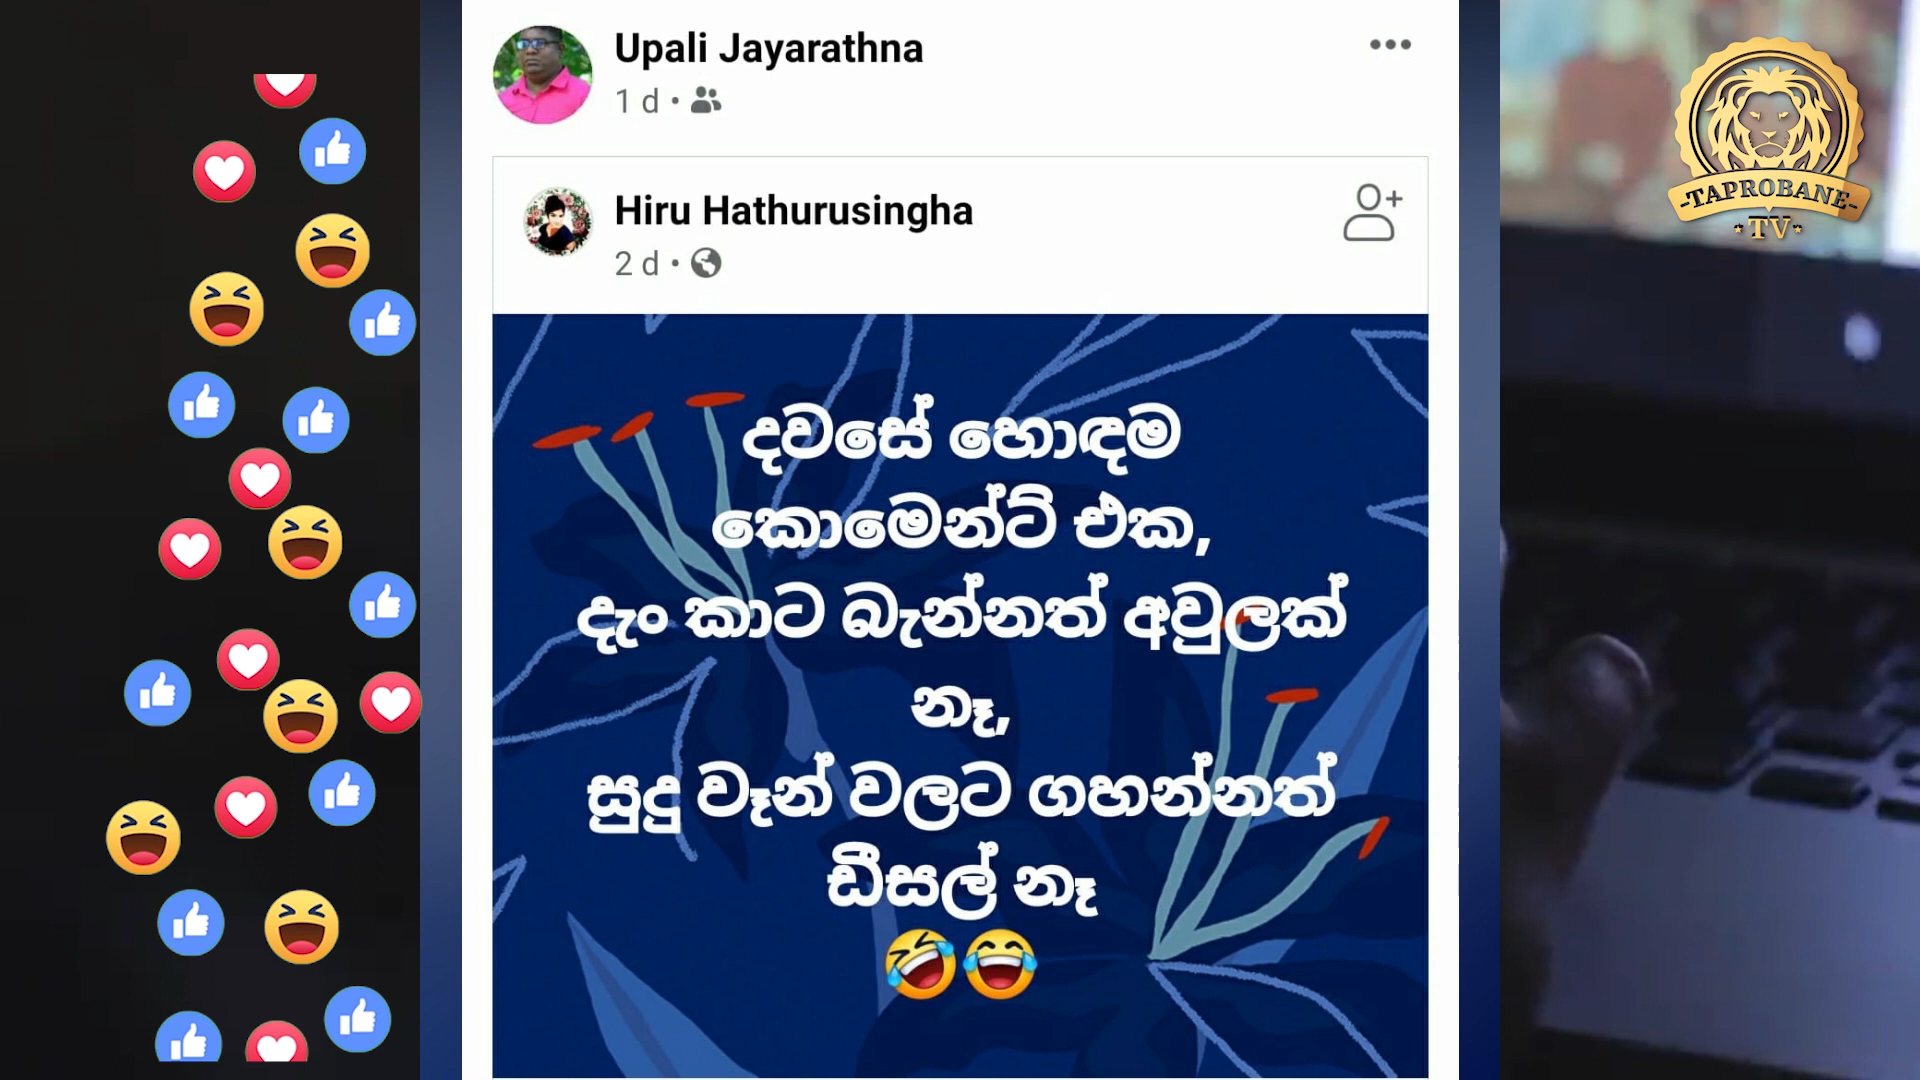 Upali Jayarathna
1 d •
Hiru Hathurusingha
2 d •
දවසේ හොඳම
කොමෙන්ට් එක,
දැං කාට බැන්නත් අවුලක්
නෑ,
සුදු වෑන් වලට ගහන්නත්
ඩීසල් නෑ
🤣😂
-TAPROBANE-
TV